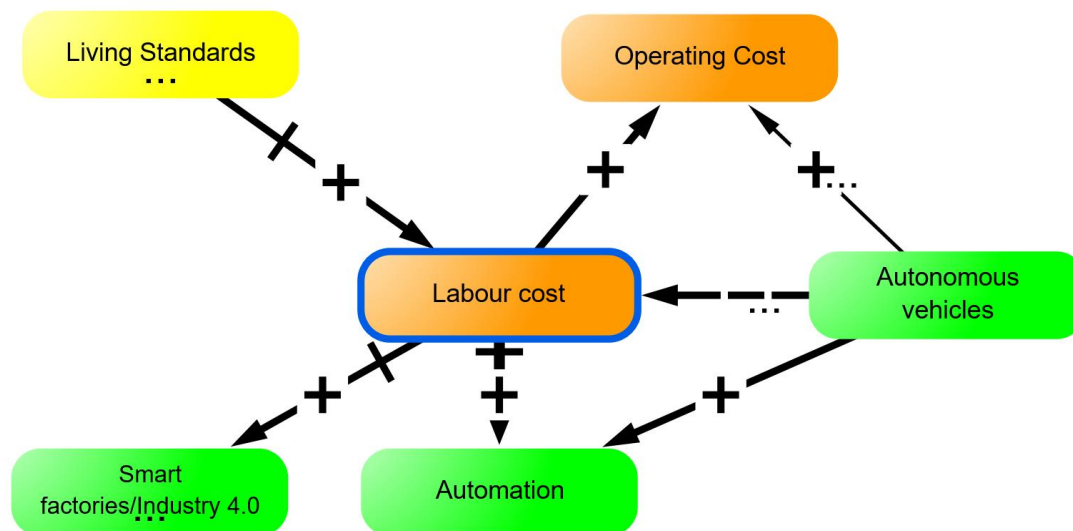 Living Standards
...
Operating Cost
+
+
+...
Labour cost
Autonomous
vehicles
...
+
+
+
+
Smart
factories/Industry 4.0
...
Automation